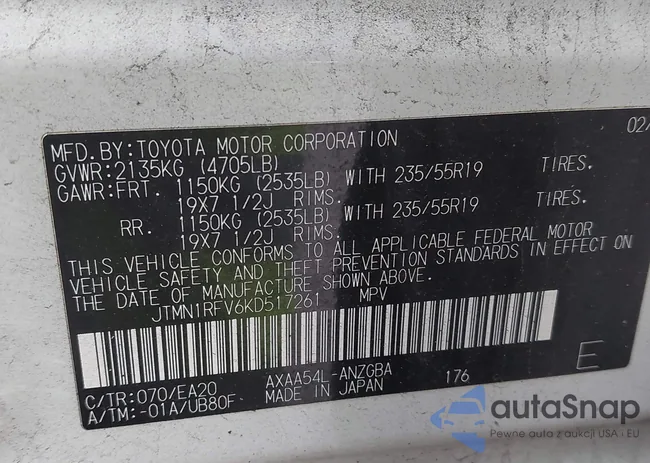 MFD.BY:TOYOTA MOTOR CORPORATION 02/
GVWR:2135KG (4705LB)
GAWR:FRT. 1150KG (2535LB) WITH 235/55R19 TIRES.
19X7 1/2J RIMS.
RR. 1150KG (2535LB) WITH 235/55R19 TIRES.
19X7 1/2J RIMS.
THIS VEHICLE CONFORMS TO ALL APPLICABLE FEDERAL MOTOR
VEHICLE SAFETY AND THEFT PREVENTION STANDARDS IN EFFECT ON
THE DATE OF MANUFACTURE SHOWN ABOVE.
JTMN1RFV6KD517261 MPV
E
C/TR:070/EA20 AXAA54L-ANZGBA 176
A/TM:-01A/UB80F MADE IN JAPAN
autoSnap
Pewne auta z aukcji USA i EU